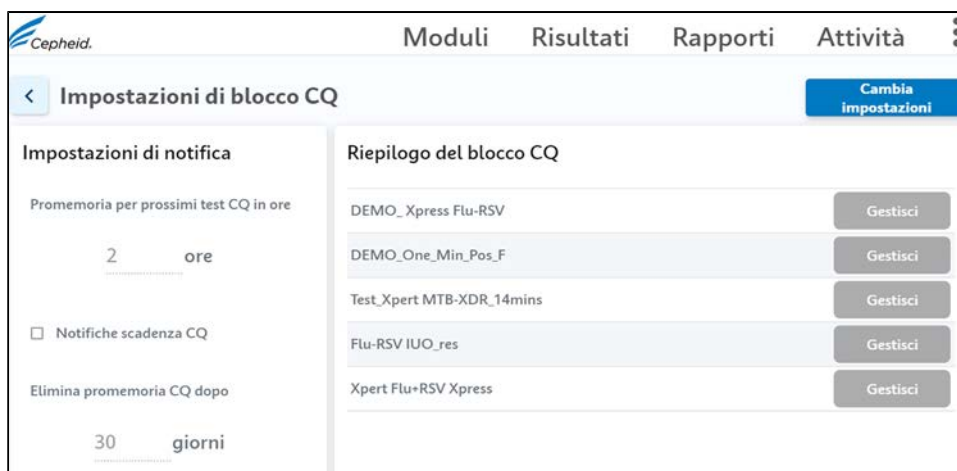 Cepheid.
Moduli Risultati Rapporti Attività
Impostazioni di blocco CQ
Cambia
impostazioni
Impostazioni di notifica
Promemoria per prossimi test CQ in ore
2 ore
Notifiche scadenza CQ
Elimina promemoria CQ dopo
30 giorni
Riepilogo del blocco CQ
DEMO_ Xpress Flu-RSV Gestisci
DEMO_One_Min_Pos_F Gestisci
Test_Xpert MTB-XDR_14mins Gestisci
Flu-RSV IUO_res Gestisci
Xpert Flu+RSV Xpress Gestisci